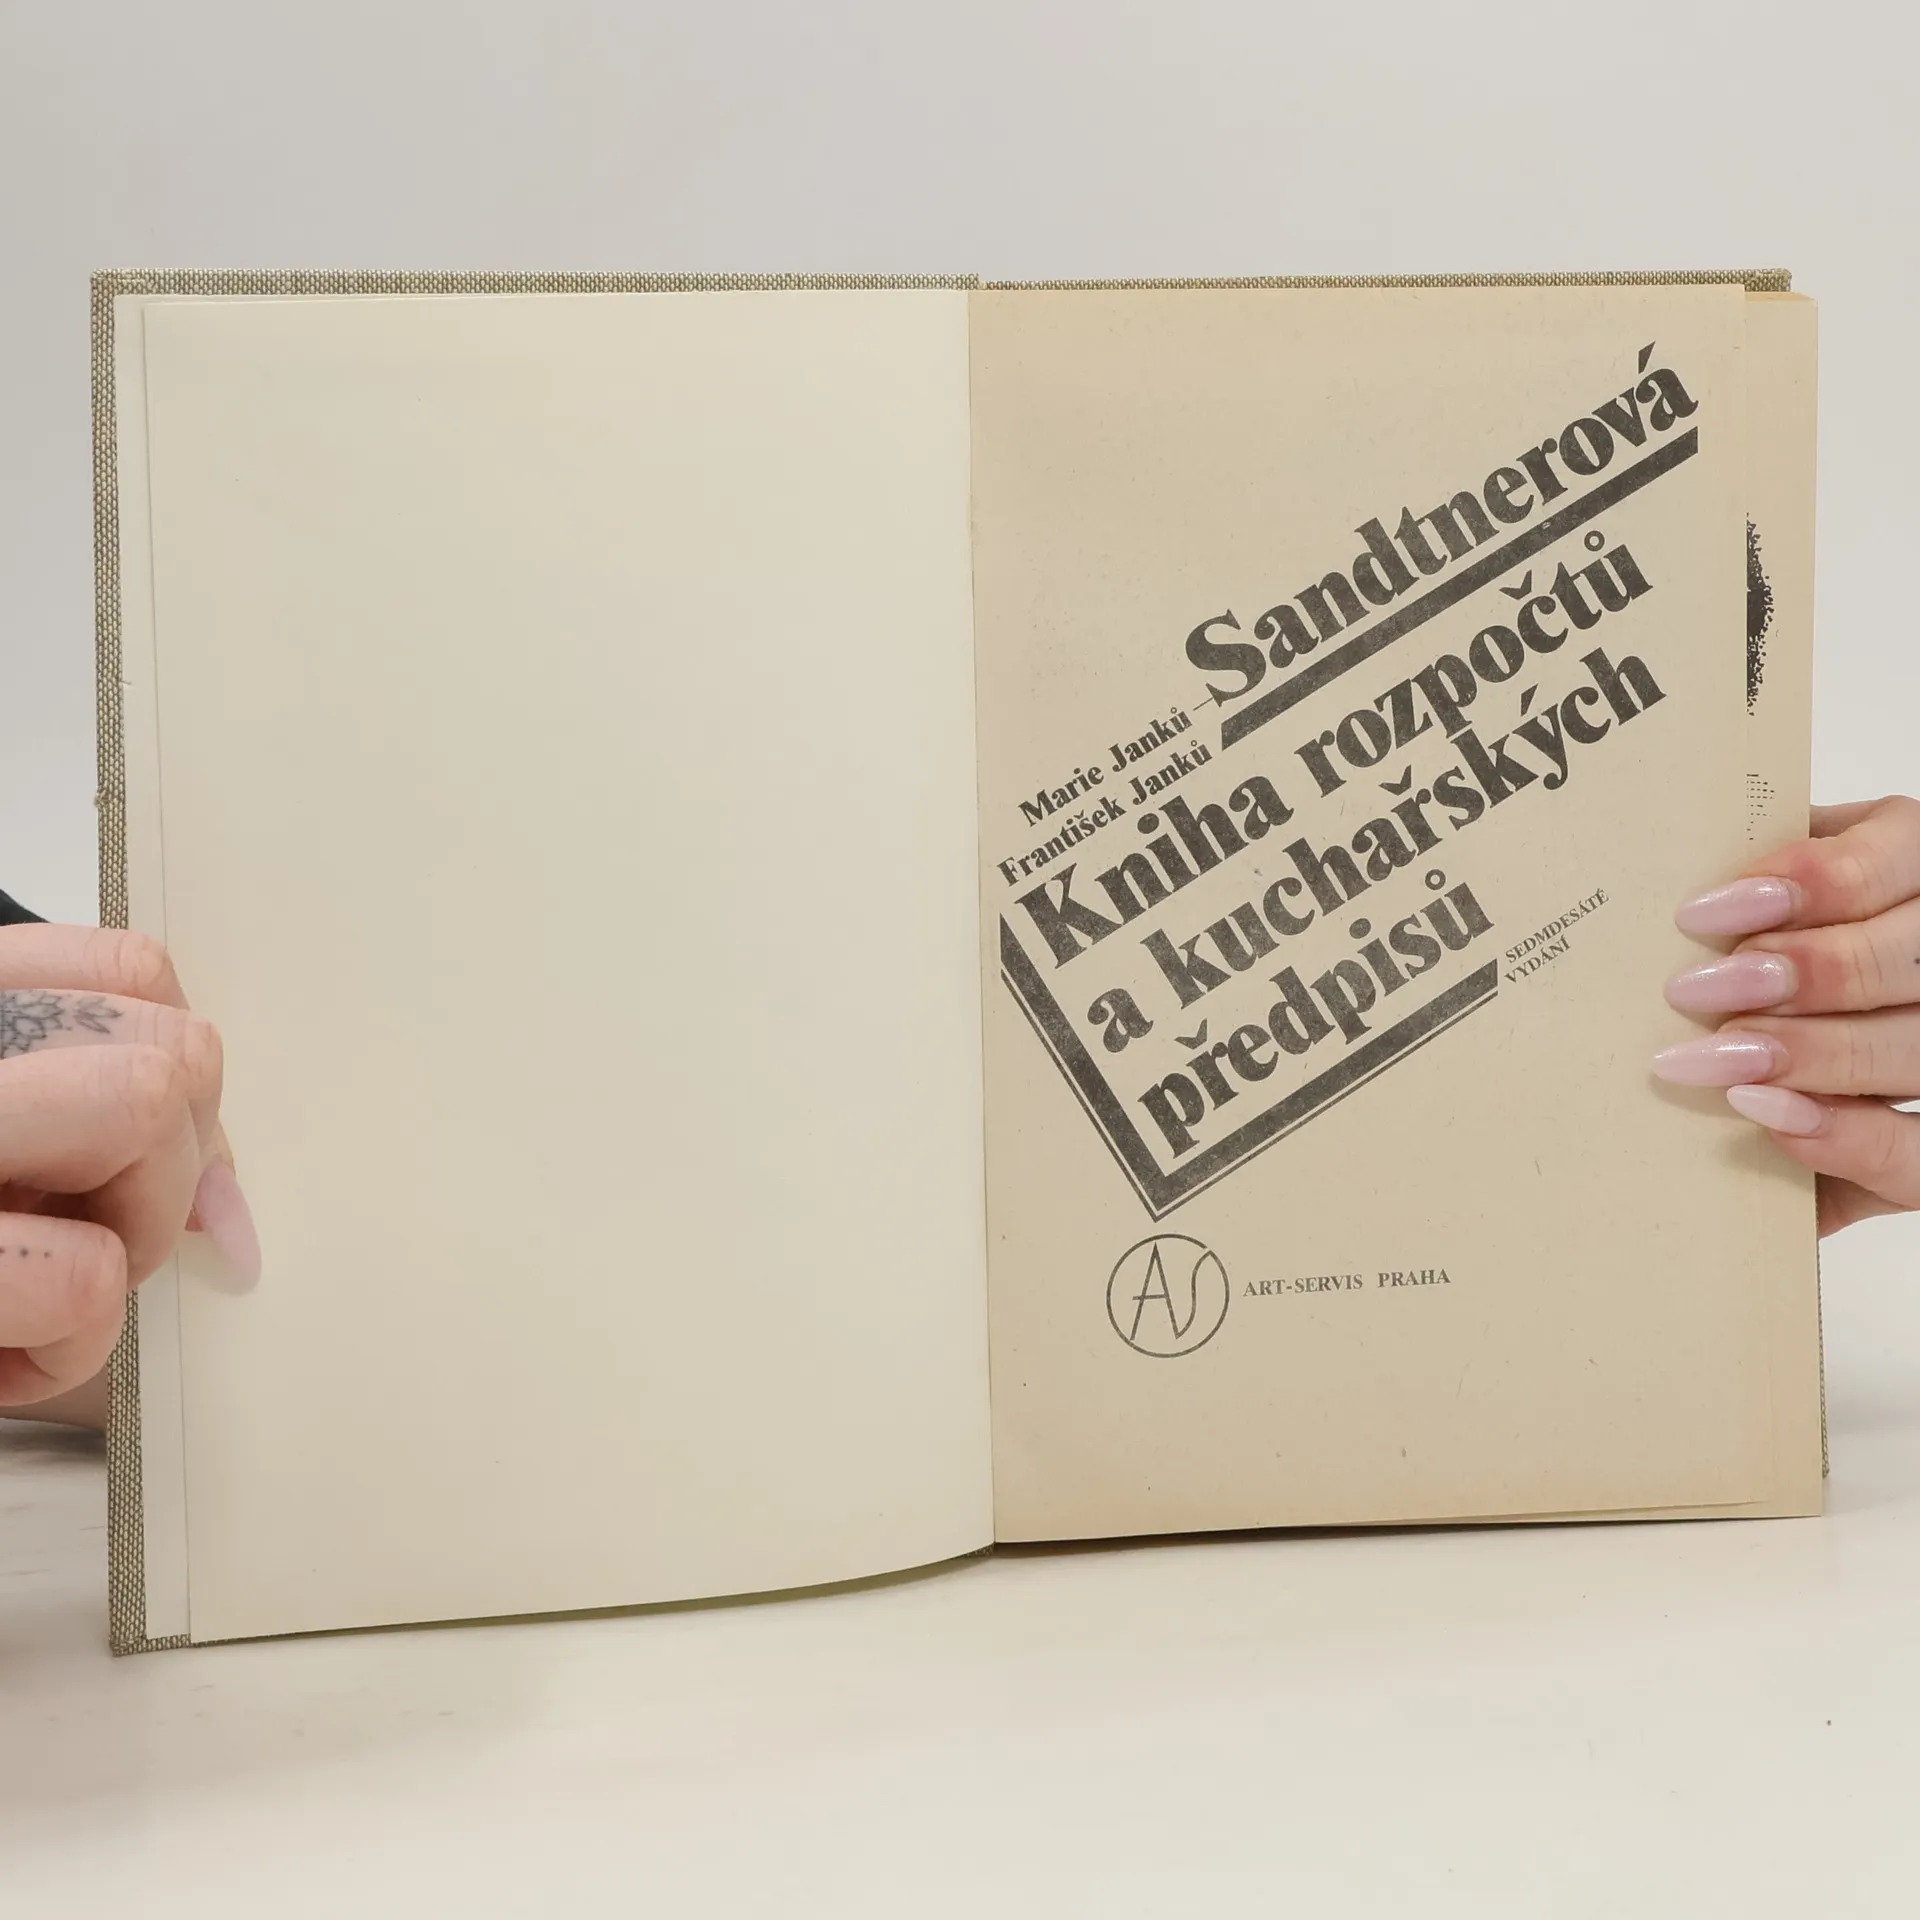 Marie Janků – Sandtnerová
František Janků
Kniha rozpočtů
a kuchařských
předpisů
SEDMDESÁTÉ
VYDÁNÍ
AS
ART-SERVIS PRAHA